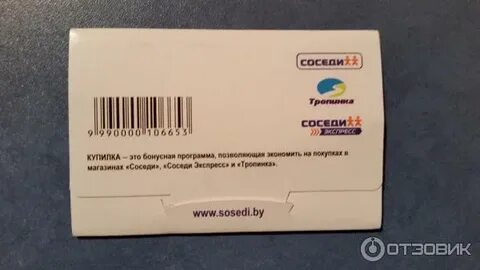 СОСЕДИ
Тропинка
СОСЕДИ
ЭКСПРЕСС
9 990000 106653
КУПИЛКА – это бонусная программа, позволяющая экономить на покупках в
магазинах «Соседи», «Соседи Экспресс» и «Тропинка».
www.sosedi.by
ОТЗОВИК